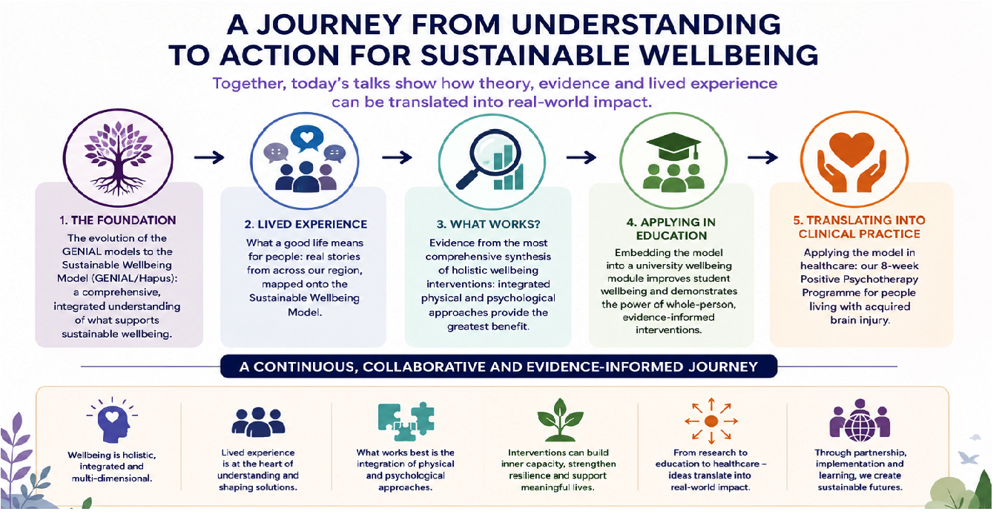 A JOURNEY FROM UNDERSTANDING
TO ACTION FOR SUSTAINABLE WELLBEING
Together, today's talks show how theory, evidence and lived experience
can be translated into real-world impact.
1. THE FOUNDATION
The evolution of the
GENIAL models to the
Sustainable Wellbeing
Model (GENIAL/Hapus):
a comprehensive,
integrated understanding
of what supports
sustainable wellbeing.
2. LIVED EXPERIENCE
What a good life means
for people: real stories
from across our region,
mapped onto the
Sustainable Wellbeing
Model.
3. WHAT WORKS?
Evidence from the most
comprehensive synthesis
of holistic wellbeing
interventions: integrated
physical and psychological
approaches provide the
greatest benefit.
4. APPLYING IN
EDUCATION
Embedding the model
into a university wellbeing
module improves student
wellbeing and demonstrates
the power of whole-person,
evidence-informed
interventions.
5. TRANSLATING INTO
CLINICAL PRACTICE
Applying the model in
healthcare: our 8-week
Positive Psychotherapy
Programme for people
living with acquired
brain injury.
A CONTINUOUS, COLLABORATIVE AND EVIDENCE-INFORMED JOURNEY
Wellbeing is holistic,
integrated and
multi-dimensional.
Lived experience
is at the heart of
understanding and
shaping solutions.
What works best is the
integration of physical
and psychological
approaches.
Interventions can build
inner capacity, strengthen
resilience and support
meaningful lives.
From research to
education to healthcare –
ideas translate into
real-world impact.
Through partnership,
implementation and
learning, we create
sustainable futures.